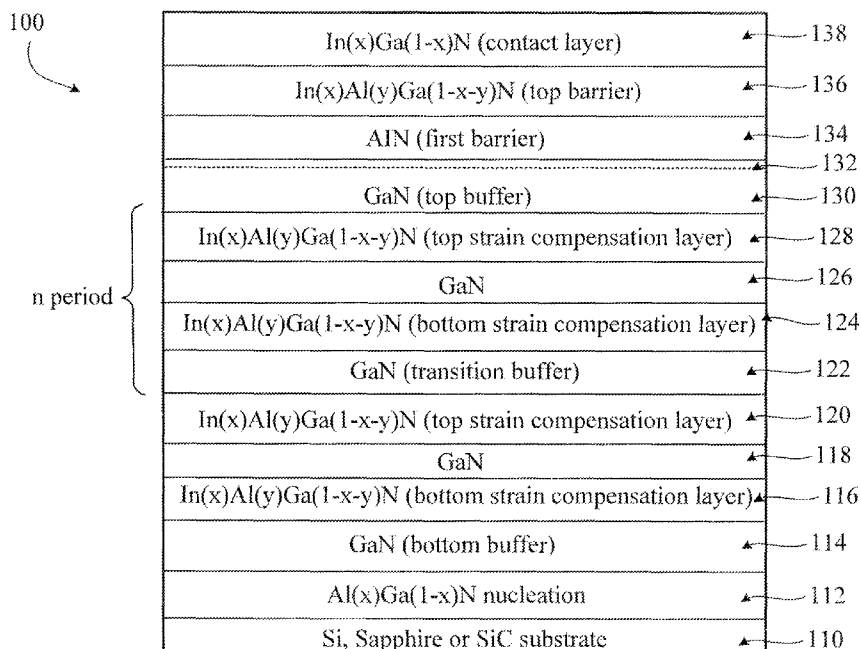 100
In(x)Ga(1-x)N (contact layer) 138
In(x)Al(y)Ga(1-x-y)N (top barrier) 136
AlN (first barrier) 134
132
GaN (top buffer) 130
In(x)Al(y)Ga(1-x-y)N (top strain compensation layer) 128
GaN 126
n period
In(x)Al(y)Ga(1-x-y)N (bottom strain compensation layer) 124
GaN (transition buffer) 122
In(x)Al(y)Ga(1-x-y)N (top strain compensation layer) 120
GaN 118
In(x)Al(y)Ga(1-x-y)N (bottom strain compensation layer) 116
GaN (bottom buffer) 114
Al(x)Ga(1-x)N nucleation 112
Si, Sapphire or SiC substrate 110